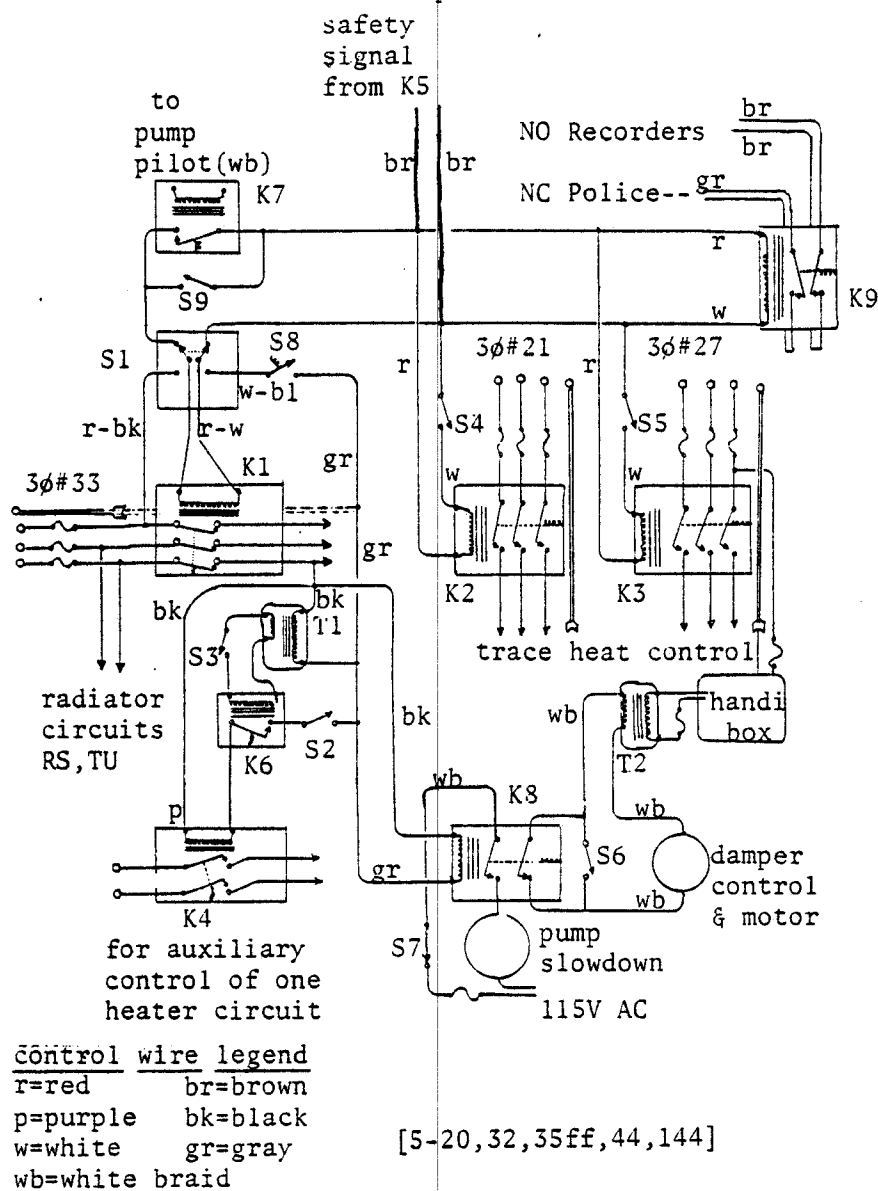 safety
signal
from K5
to
pump
pilot(wb)
K7
br
br
NO Recorders
br
br
NC Police--
gr
r
K9
S9
w
S1
S8
w-bl
3ø#21
3ø#27
r
r
r-bk
r-w
gr
S4
S5
w
w
K1
3ø#33
gr
K2
K3
bk
bk
T1
S3
trace heat control
radiator
circuits
RS,TU
S2
K6
bk
wb
T2
handi
box
wb
K8
wb
p
gr
S6
damper
control
& motor
wb
K4
S7
pump
slowdown
115V AC
for auxiliary
control of one
heater circuit
control wire legend
r=red br=brown
p=purple bk=black
w=white gr=gray
wb=white braid
[5-20,32,35ff,44,144]